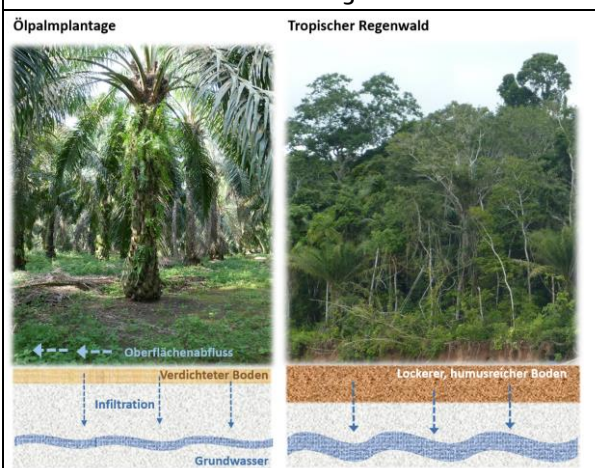 Ölpalmplantage
Tropischer Regenwald
Oberflächenabfluss
Verdichteter Boden
Infiltration
Grundwasser
Lockerer, humusreicher Boden